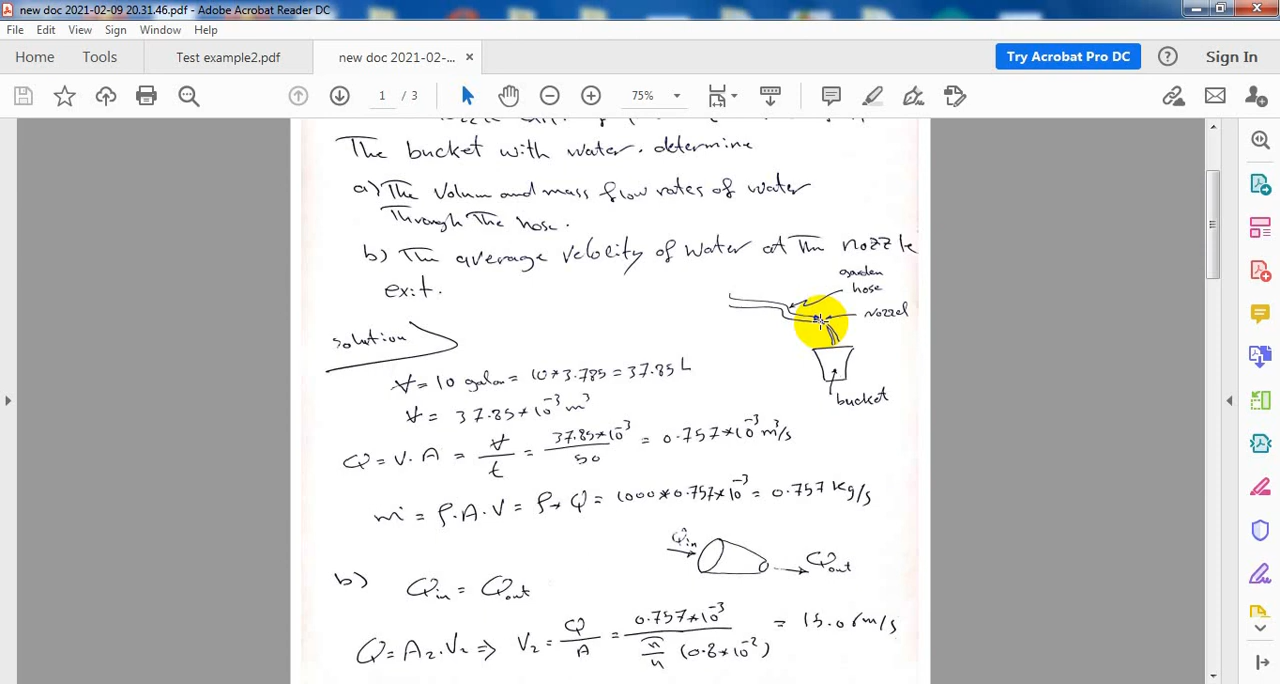 new doc 2021-02-09 20.31.46.pdf - Adobe Acrobat Reader DC
File Edit View Sign Window Help
Home Tools Test example2.pdf new doc 2021-02-... × Try Acrobat Pro DC Sign In
1 / 3 75%
The bucket with water. determine
a) The Volum and mass flow rates of water
Through The hose.
b) The average velocity of water at The nozzle
exit.
garden
hose
nozzel
bucket
solution
V = 10 galon = 10*3.785 = 37.85 L
V = 37.85*10⁻³ m³
Q = V.A = V/t = 37.85*10⁻³/50 = 0.757*10⁻³ m³/s
ṁ = ρ.A.V = ρ*Q = 1000*0.757*10⁻³ = 0.757 kg/s
Qin
Qout
b) Qin = Qout
Q = A₂.V₂ ⇒ V₂ = Q/A = 0.757*10⁻³ / π/4 (0.8*10⁻²) = 15.0 m/s